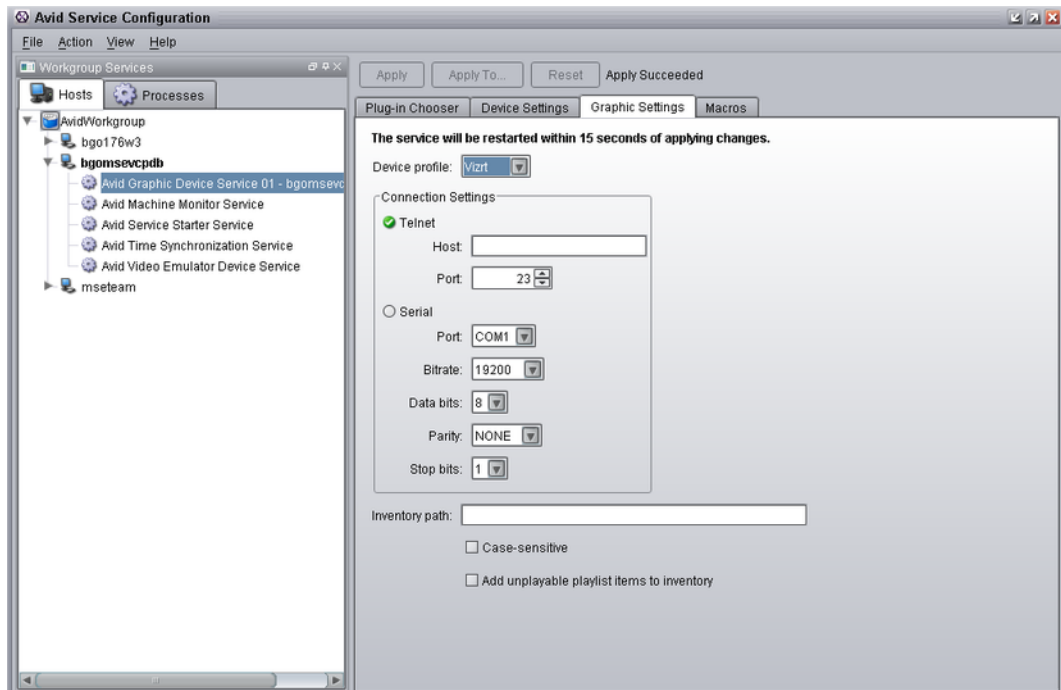 Avid Service Configuration
File Action View Help
Workgroup Services
Hosts Processes
AvidWorkgroup
bgo176w3
bgomsevcpdb
Avid Graphic Device Service 01 - bgomsevc
Avid Machine Monitor Service
Avid Service Starter Service
Avid Time Synchronization Service
Avid Video Emulator Device Service
mseteam
Apply Apply To... Reset Apply Succeeded
Plug-in Chooser Device Settings Graphic Settings Macros
The service will be restarted within 15 seconds of applying changes.
Device profile: Vizrt
Connection Settings
Telnet
Host:
Port: 23
Serial
Port: COM1
Bitrate: 19200
Data bits: 8
Parity: NONE
Stop bits: 1
Inventory path:
Case-sensitive
Add unplayable playlist items to inventory